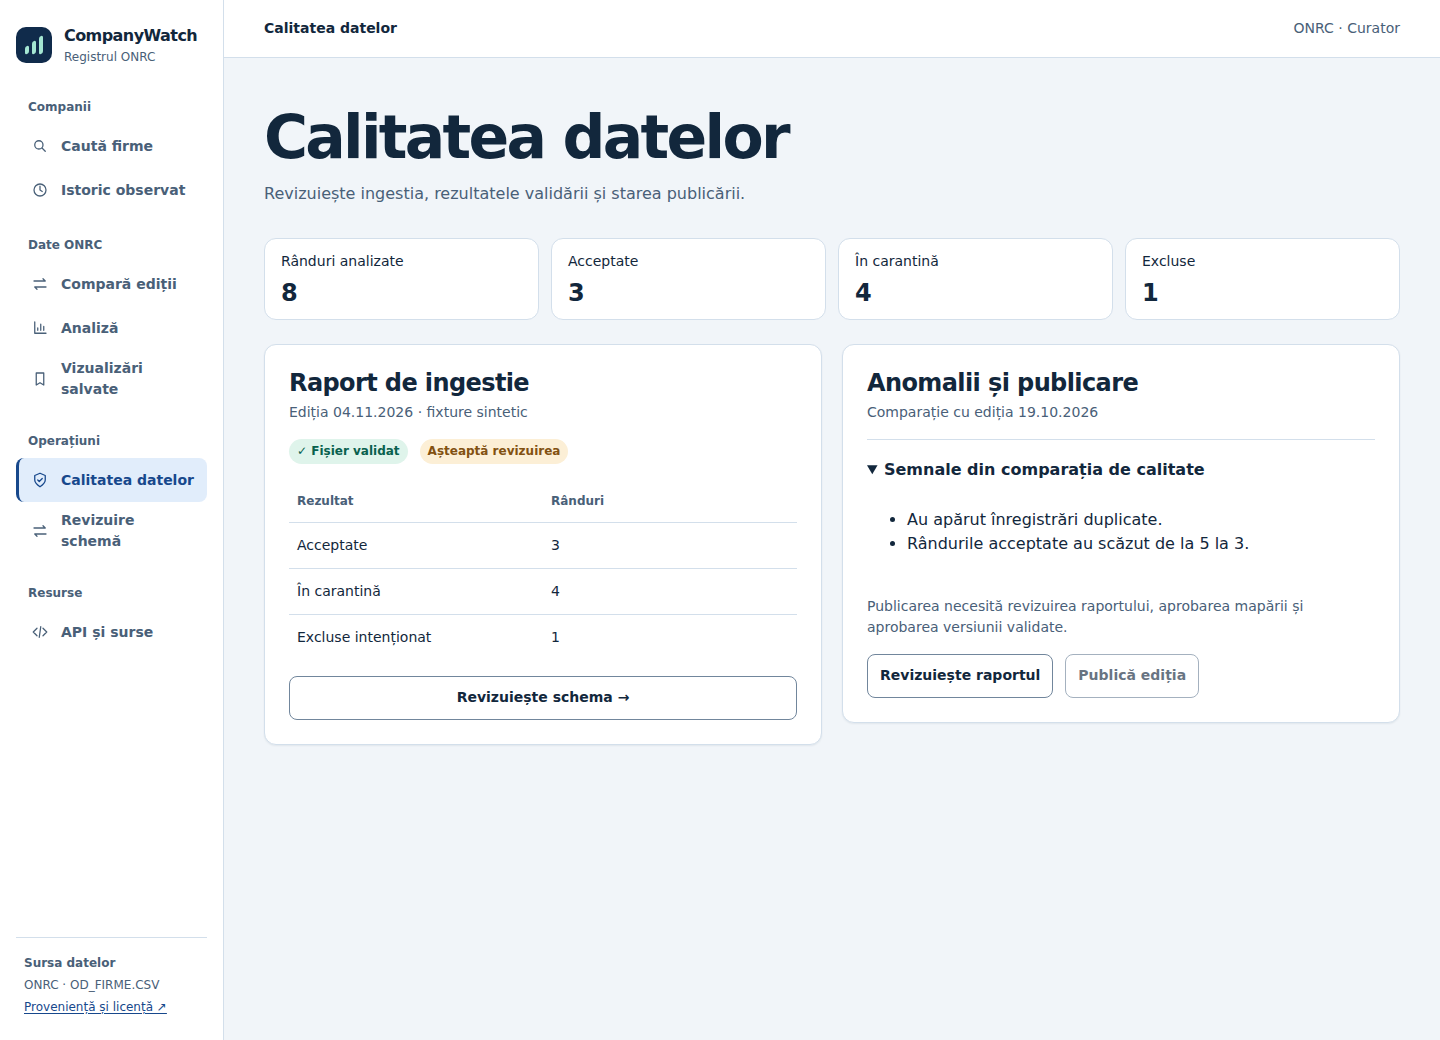 CompanyWatch
Registrul ONRC
Companii
Caută firme
Istoric observat
Date ONRC
Compară ediții
Analiză
Vizualizări
salvate
Operațiuni
Calitatea datelor
Revizuire
schemă
Resurse
API și surse
Sursa datelor
ONRC · OD_FIRME.CSV
Proveniență și licență ↗
Calitatea datelor
ONRC · Curator
Calitatea datelor
Revizuiește ingestia, rezultatele validării și starea publicării.
Rânduri analizate
8
Acceptate
3
În carantină
4
Excluse
1
Raport de ingestie
Ediția 04.11.2026 · fixture sintetic
✓ Fișier validat
Așteaptă revizuirea
Rezultat Rânduri
Acceptate 3
În carantină 4
Excluse intenționat 1
Revizuiește schema →
Anomalii și publicare
Comparație cu ediția 19.10.2026
▼ Semnale din comparația de calitate
• Au apărut înregistrări duplicate.
• Rândurile acceptate au scăzut de la 5 la 3.
Publicarea necesită revizuirea raportului, aprobarea mapării și
aprobarea versiunii validate.
Revizuiește raportul
Publică ediția